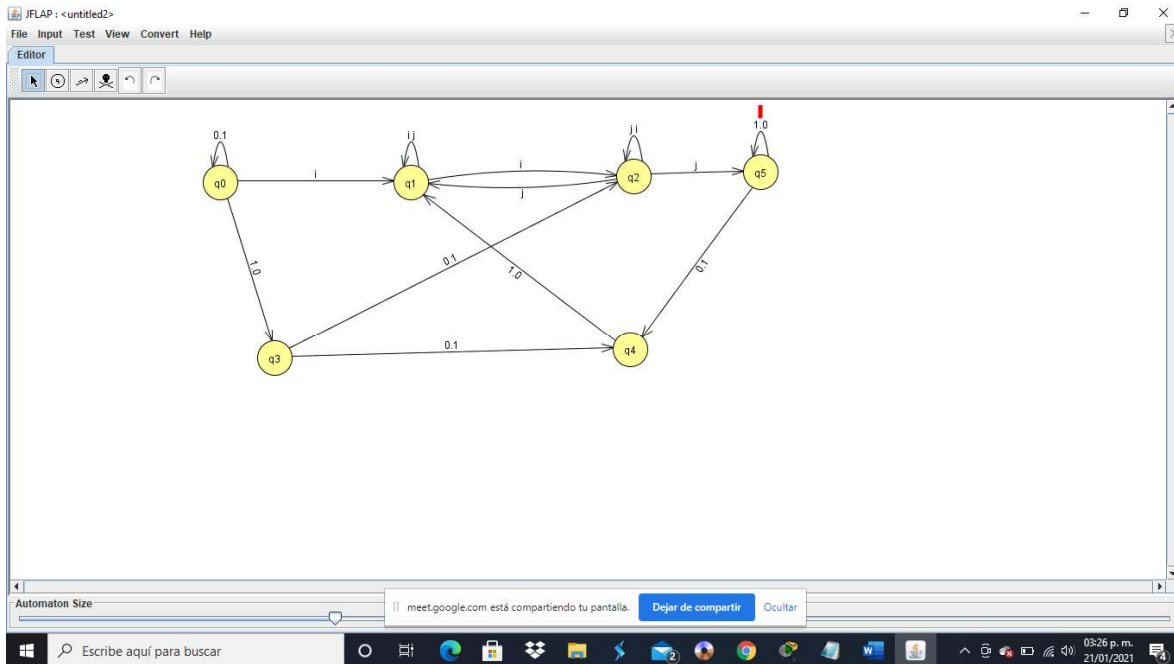 JFLAP : <untitled2>
File Input Test View Convert Help
Editor
0.1
i j
j i
1.0
q0
i
q1
i
j
q2
j
q5
1.0
0.1
1.0
0.1
q3
0.1
q4
Automaton Size
meet.google.com está compartiendo tu pantalla.
Dejar de compartir
Ocultar
Escribe aquí para buscar
2
03:26 p. m.
21/01/2021
4